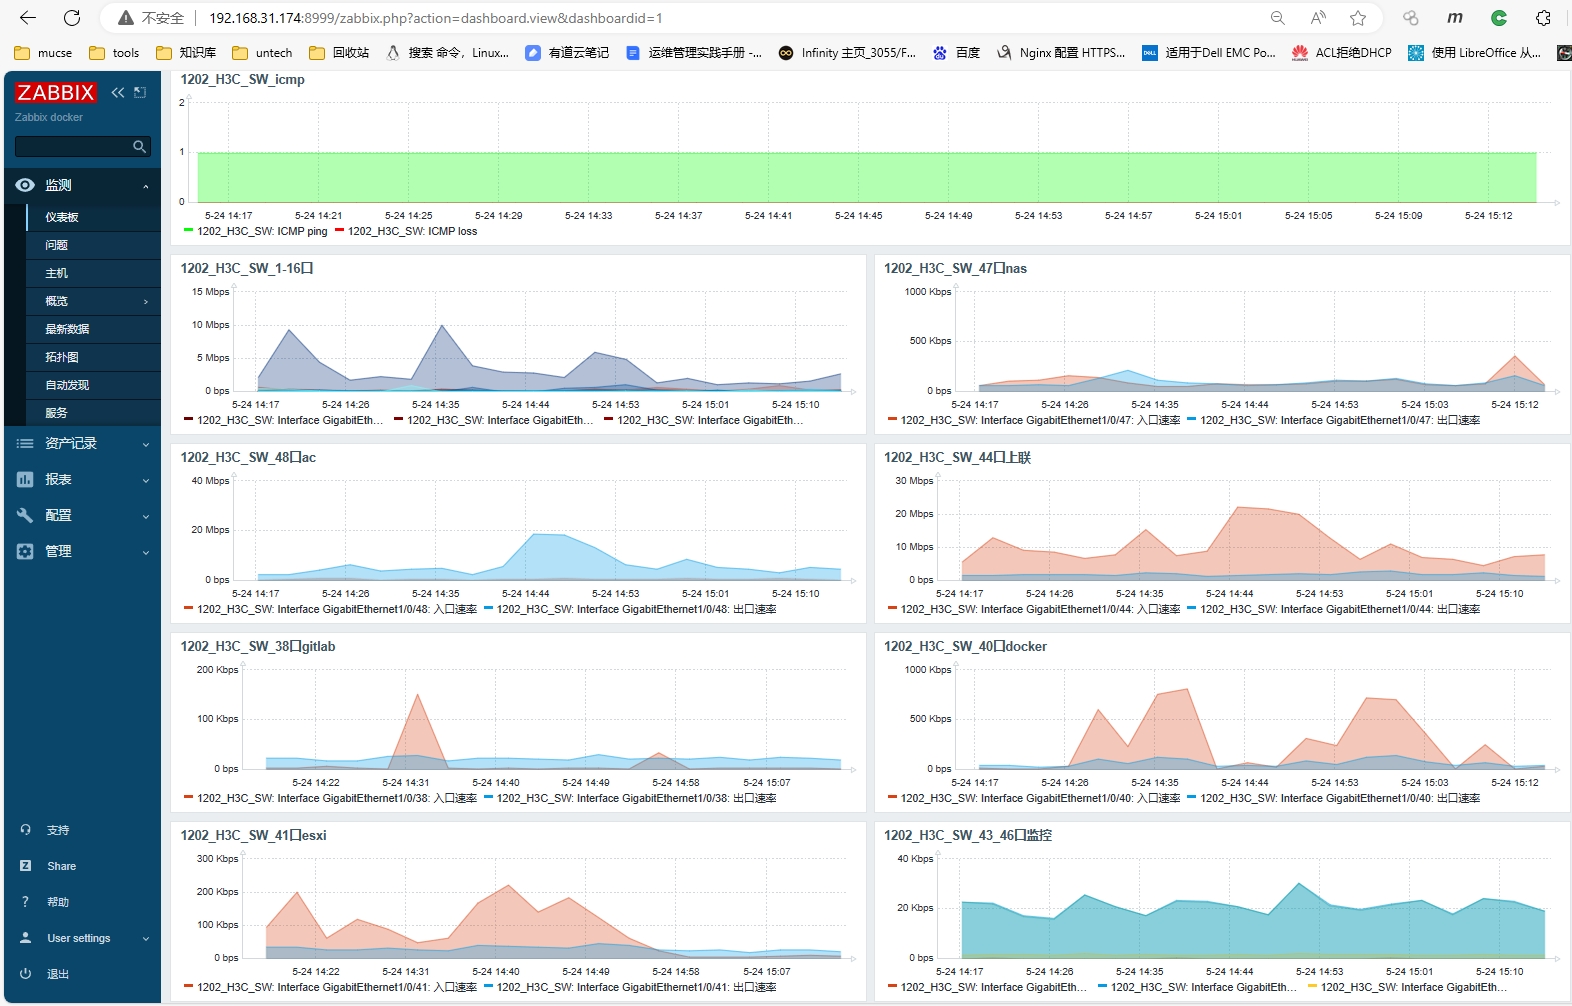 不安全 192.168.31.174:8999/zabbix.php?action=dashboard.view&dashboardid=1
mucse tools 知识库 untech 回收站 搜索 命令，Linux... 有道云笔记 运维管理实践手册 -... Infinity 主页_3055/F... 百度 Nginx 配置 HTTPS... 适用于Dell EMC Po... ACL拒绝DHCP 使用 LibreOffice 从...
ZABBIX
Zabbix docker
监测
仪表板
问题
主机
概览
最新数据
拓扑图
自动发现
服务
资产记录
报表
配置
管理
支持
Share
帮助
User settings
退出
1202_H3C_SW_icmp
2
1
0
5-24 14:17 5-24 14:21 5-24 14:25 5-24 14:29 5-24 14:33 5-24 14:37 5-24 14:41 5-24 14:45 5-24 14:49 5-24 14:53 5-24 14:57 5-24 15:01 5-24 15:05 5-24 15:09 5-24 15:12
1202_H3C_SW: ICMP ping 1202_H3C_SW: ICMP loss
1202_H3C_SW_1-16口
15 Mbps
10 Mbps
5 Mbps
0 bps
5-24 14:17 5-24 14:26 5-24 14:35 5-24 14:44 5-24 14:53 5-24 15:01 5-24 15:10
1202_H3C_SW: Interface GigabitEth... 1202_H3C_SW: Interface GigabitEth... 1202_H3C_SW: Interface GigabitEth...
1202_H3C_SW_47口nas
1000 Kbps
500 Kbps
0 bps
5-24 14:17 5-24 14:26 5-24 14:35 5-24 14:44 5-24 14:53 5-24 15:03 5-24 15:12
1202_H3C_SW: Interface GigabitEthernet1/0/47: 入口速率 1202_H3C_SW: Interface GigabitEthernet1/0/47: 出口速率
1202_H3C_SW_48口ac
40 Mbps
20 Mbps
0 bps
5-24 14:17 5-24 14:26 5-24 14:35 5-24 14:44 5-24 14:53 5-24 15:01 5-24 15:10
1202_H3C_SW: Interface GigabitEthernet1/0/48: 入口速率 1202_H3C_SW: Interface GigabitEthernet1/0/48: 出口速率
1202_H3C_SW_44口上联
30 Mbps
20 Mbps
10 Mbps
0 bps
5-24 14:17 5-24 14:26 5-24 14:35 5-24 14:44 5-24 14:53 5-24 15:01 5-24 15:10
1202_H3C_SW: Interface GigabitEthernet1/0/44: 入口速率 1202_H3C_SW: Interface GigabitEthernet1/0/44: 出口速率
1202_H3C_SW_38口gitlab
200 Kbps
100 Kbps
0 bps
5-24 14:22 5-24 14:31 5-24 14:40 5-24 14:49 5-24 14:58 5-24 15:07
1202_H3C_SW: Interface GigabitEthernet1/0/38: 入口速率 1202_H3C_SW: Interface GigabitEthernet1/0/38: 出口速率
1202_H3C_SW_40口docker
1000 Kbps
500 Kbps
0 bps
5-24 14:17 5-24 14:26 5-24 14:35 5-24 14:44 5-24 14:53 5-24 15:03 5-24 15:12
1202_H3C_SW: Interface GigabitEthernet1/0/40: 入口速率 1202_H3C_SW: Interface GigabitEthernet1/0/40: 出口速率
1202_H3C_SW_41口esxi
300 Kbps
200 Kbps
100 Kbps
0 bps
5-24 14:22 5-24 14:31 5-24 14:40 5-24 14:49 5-24 14:58 5-24 15:07
1202_H3C_SW: Interface GigabitEthernet1/0/41: 入口速率 1202_H3C_SW: Interface GigabitEthernet1/0/41: 出口速率
1202_H3C_SW_43_46口监控
40 Kbps
20 Kbps
0 bps
5-24 14:17 5-24 14:26 5-24 14:35 5-24 14:44 5-24 14:53 5-24 15:01 5-24 15:10
1202_H3C_SW: Interface GigabitEth... 1202_H3C_SW: Interface GigabitEth... 1202_H3C_SW: Interface GigabitEth...